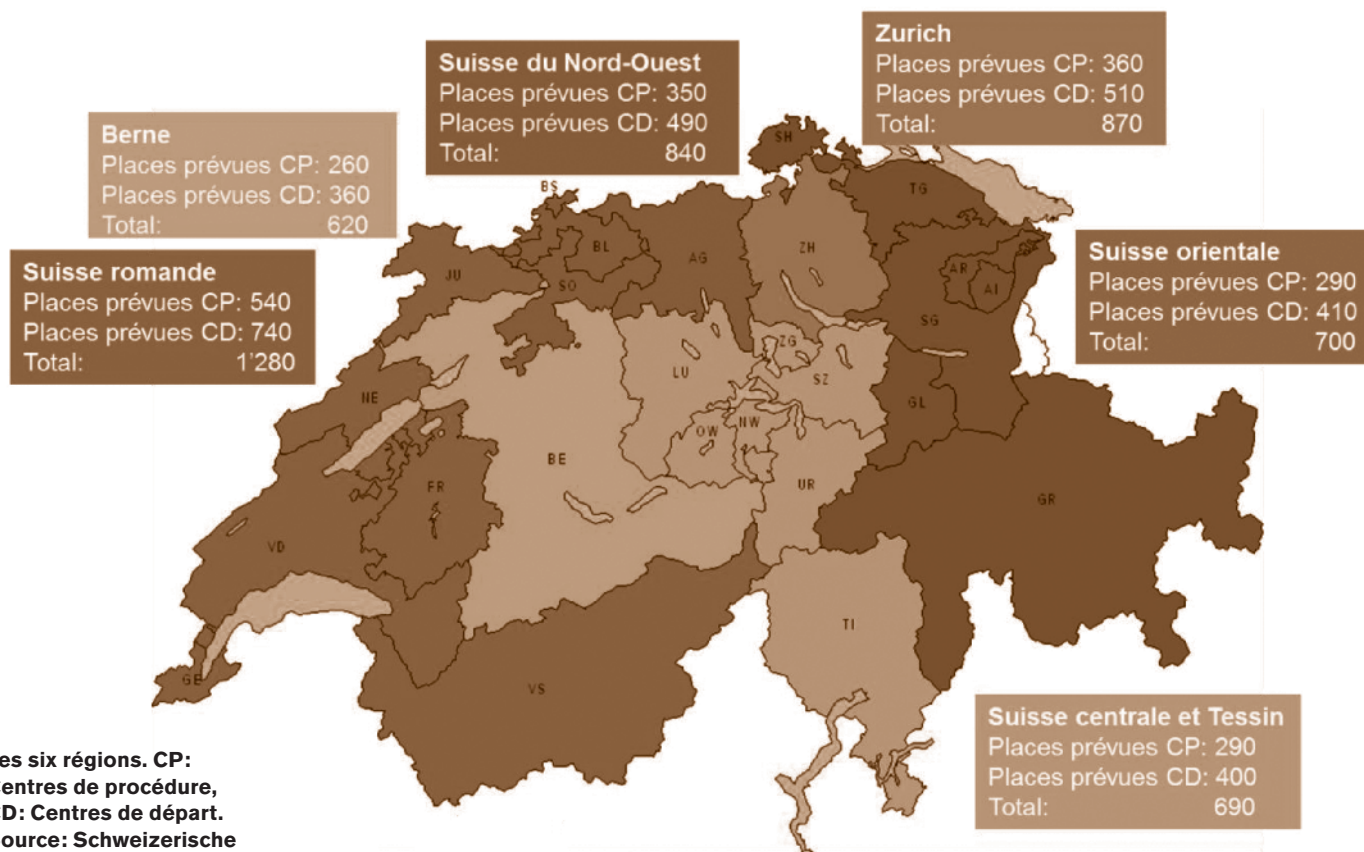 Zurich
Places prévues CP: 360
Places prévues CD: 510
Total: 870
Suisse du Nord-Ouest
Places prévues CP: 350
Places prévues CD: 490
Total: 840
Berne
Places prévues CP: 260
Places prévues CD: 360
Total: 620
Suisse romande
Places prévues CP: 540
Places prévues CD: 740
Total: 1'280
Suisse orientale
Places prévues CP: 290
Places prévues CD: 410
Total: 700
SH
BS
TG
BL
AG
ZH
JU
SO
AR
AI
SG
ZG
LU
SZ
NE
GL
OW
NW
BE
FR
UR
GR
VD
TI
GE
VS
Suisse centrale et Tessin
Places prévues CP: 290
Places prévues CD: 400
Total: 690
es six régions. CP:
entres de procédure,
D: Centres de départ.
ource: Schweizerische